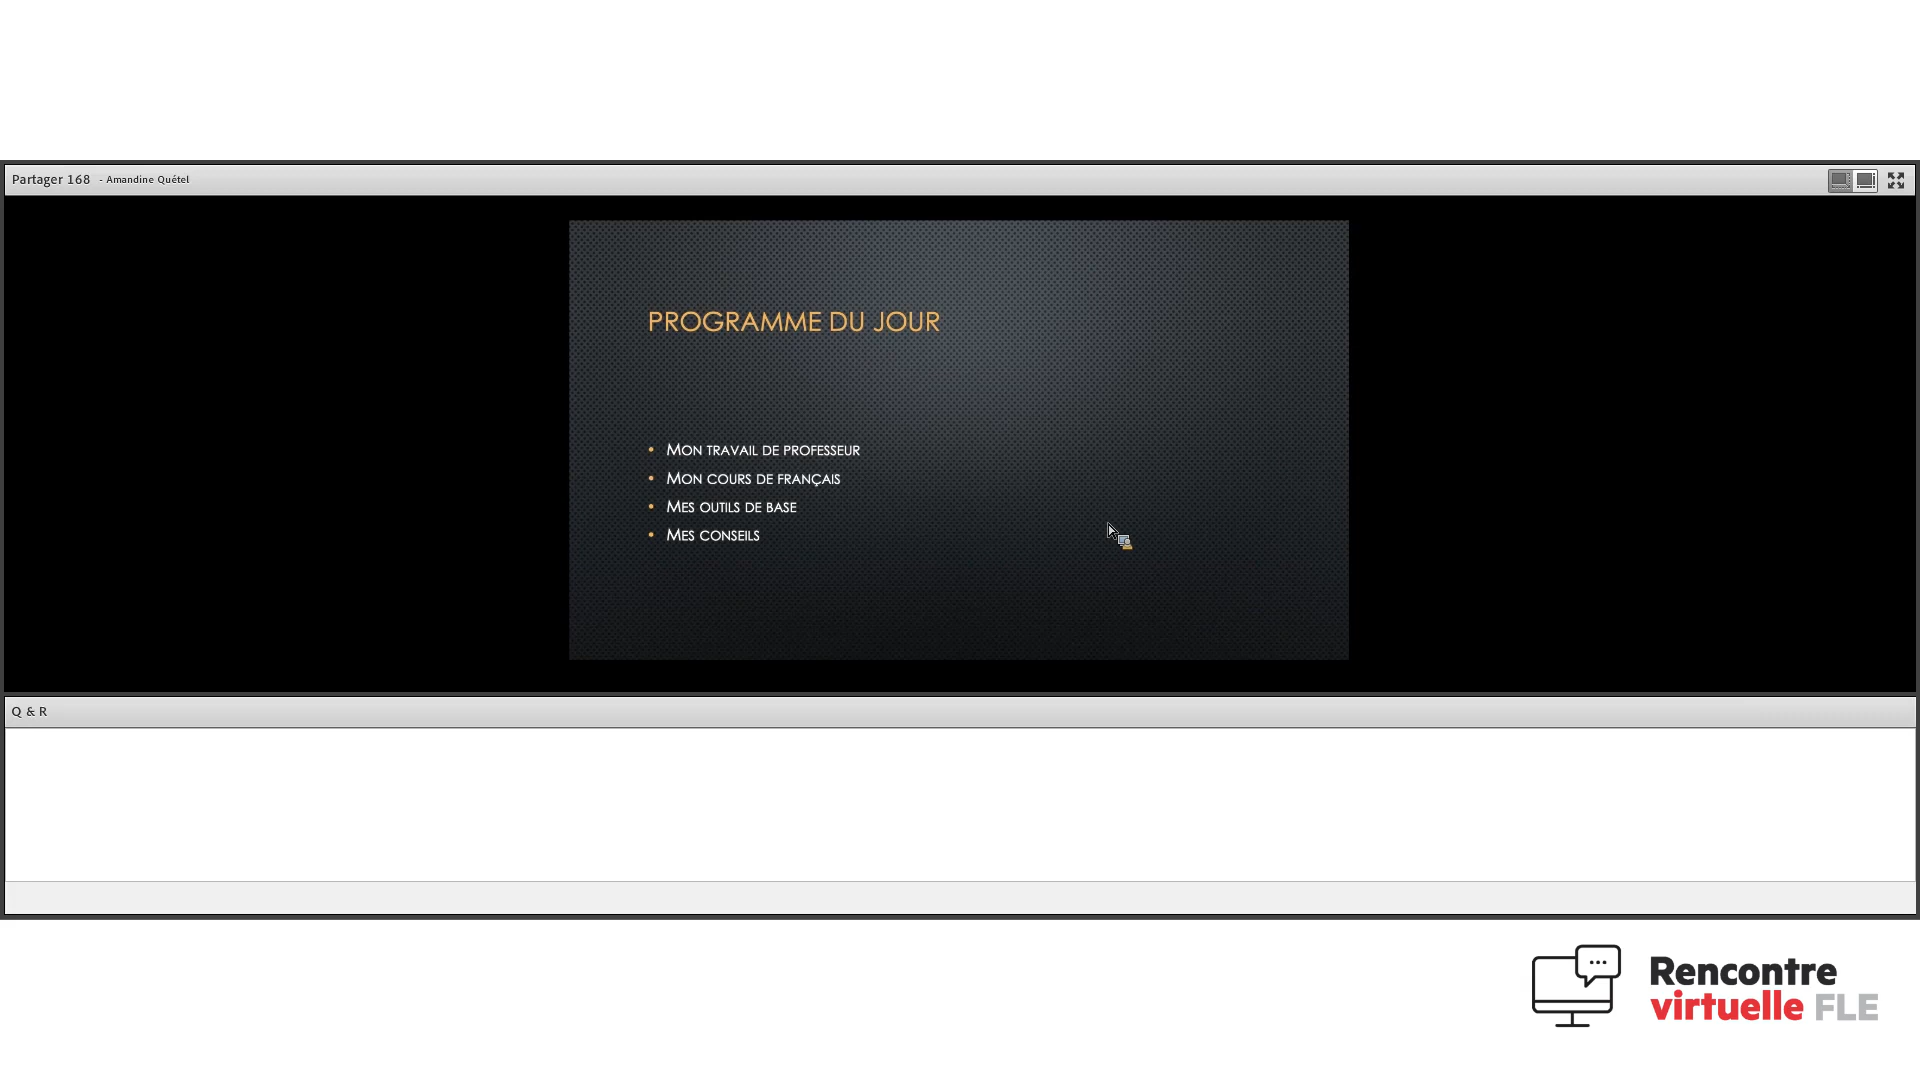 Partager 168 - Amandine Quétel
PROGRAMME DU JOUR
• MON TRAVAIL DE PROFESSEUR
• MON COURS DE FRANÇAIS
• MES OUTILS DE BASE
• MES CONSEILS
Q & R
Rencontre
virtuelle FLE